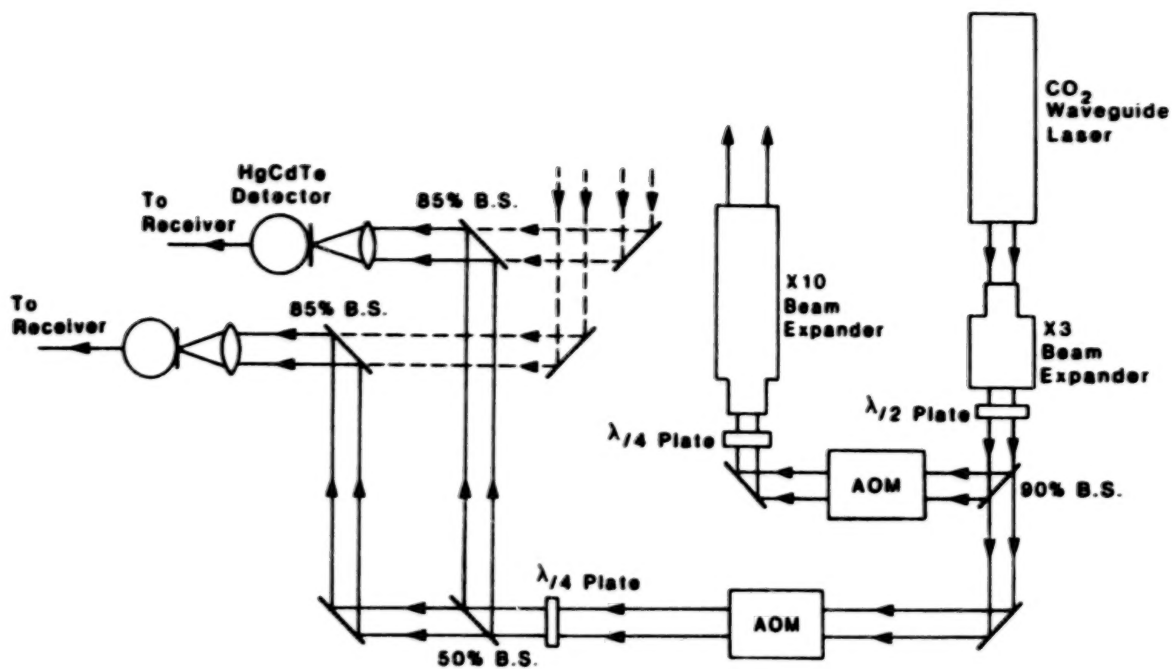 CO2
Waveguide
Laser
HgCdTe
Detector
To
Receiver
85% B.S.
X10
Beam
Expander
To
Receiver
85% B.S.
X3
Beam
Expander
λ/2 Plate
λ/4 Plate
AOM
90% B.S.
λ/4 Plate
AOM
50% B.S.